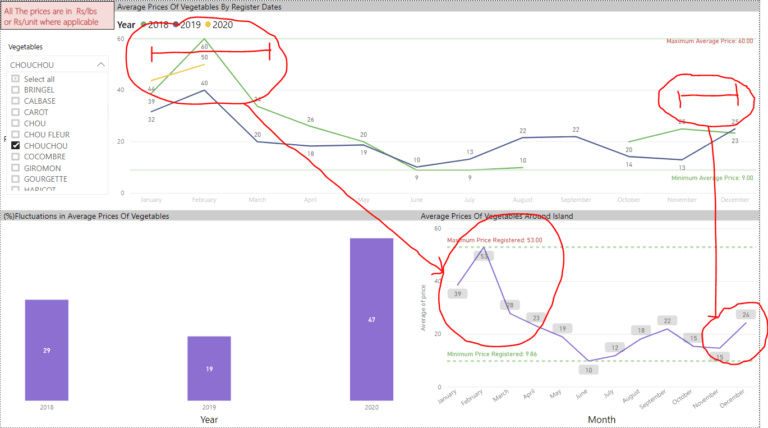 All The prices are in Rs/lbs
or Rs/unit where applicable
Vegetables
CHOUCHOU
Select all
BRINGEL
CALBASE
CAROT
CHOU
CHOU FLEUR
CHOUCHOU
COCOMBRE
GIROMON
GOURGETTE
HARICOT
Average Prices Of Vegetables By Register Dates
Year 2018 2019 2020
Maximum Average Price: 60.00
60
40
20
0
60
50
40
39
32
34
26
20
20
18
19
10
9
13
9
22
10
22
20
14
25
13
25
23
Minimum Average Price: 9.00
January February March April May June July August September October November December
(%)Fluctuations in Average Prices Of Vegetables
29
19
47
2018 2019 2020
Year
Average Prices Of Vegetables Around Island
Average of price
60
40
20
0
Maximum Price Registered: 53.00
39
53
28
23
19
10
12
18
22
15
15
24
Minimum Price Registered: 9.86
January February March April May June July August September October November December
Month